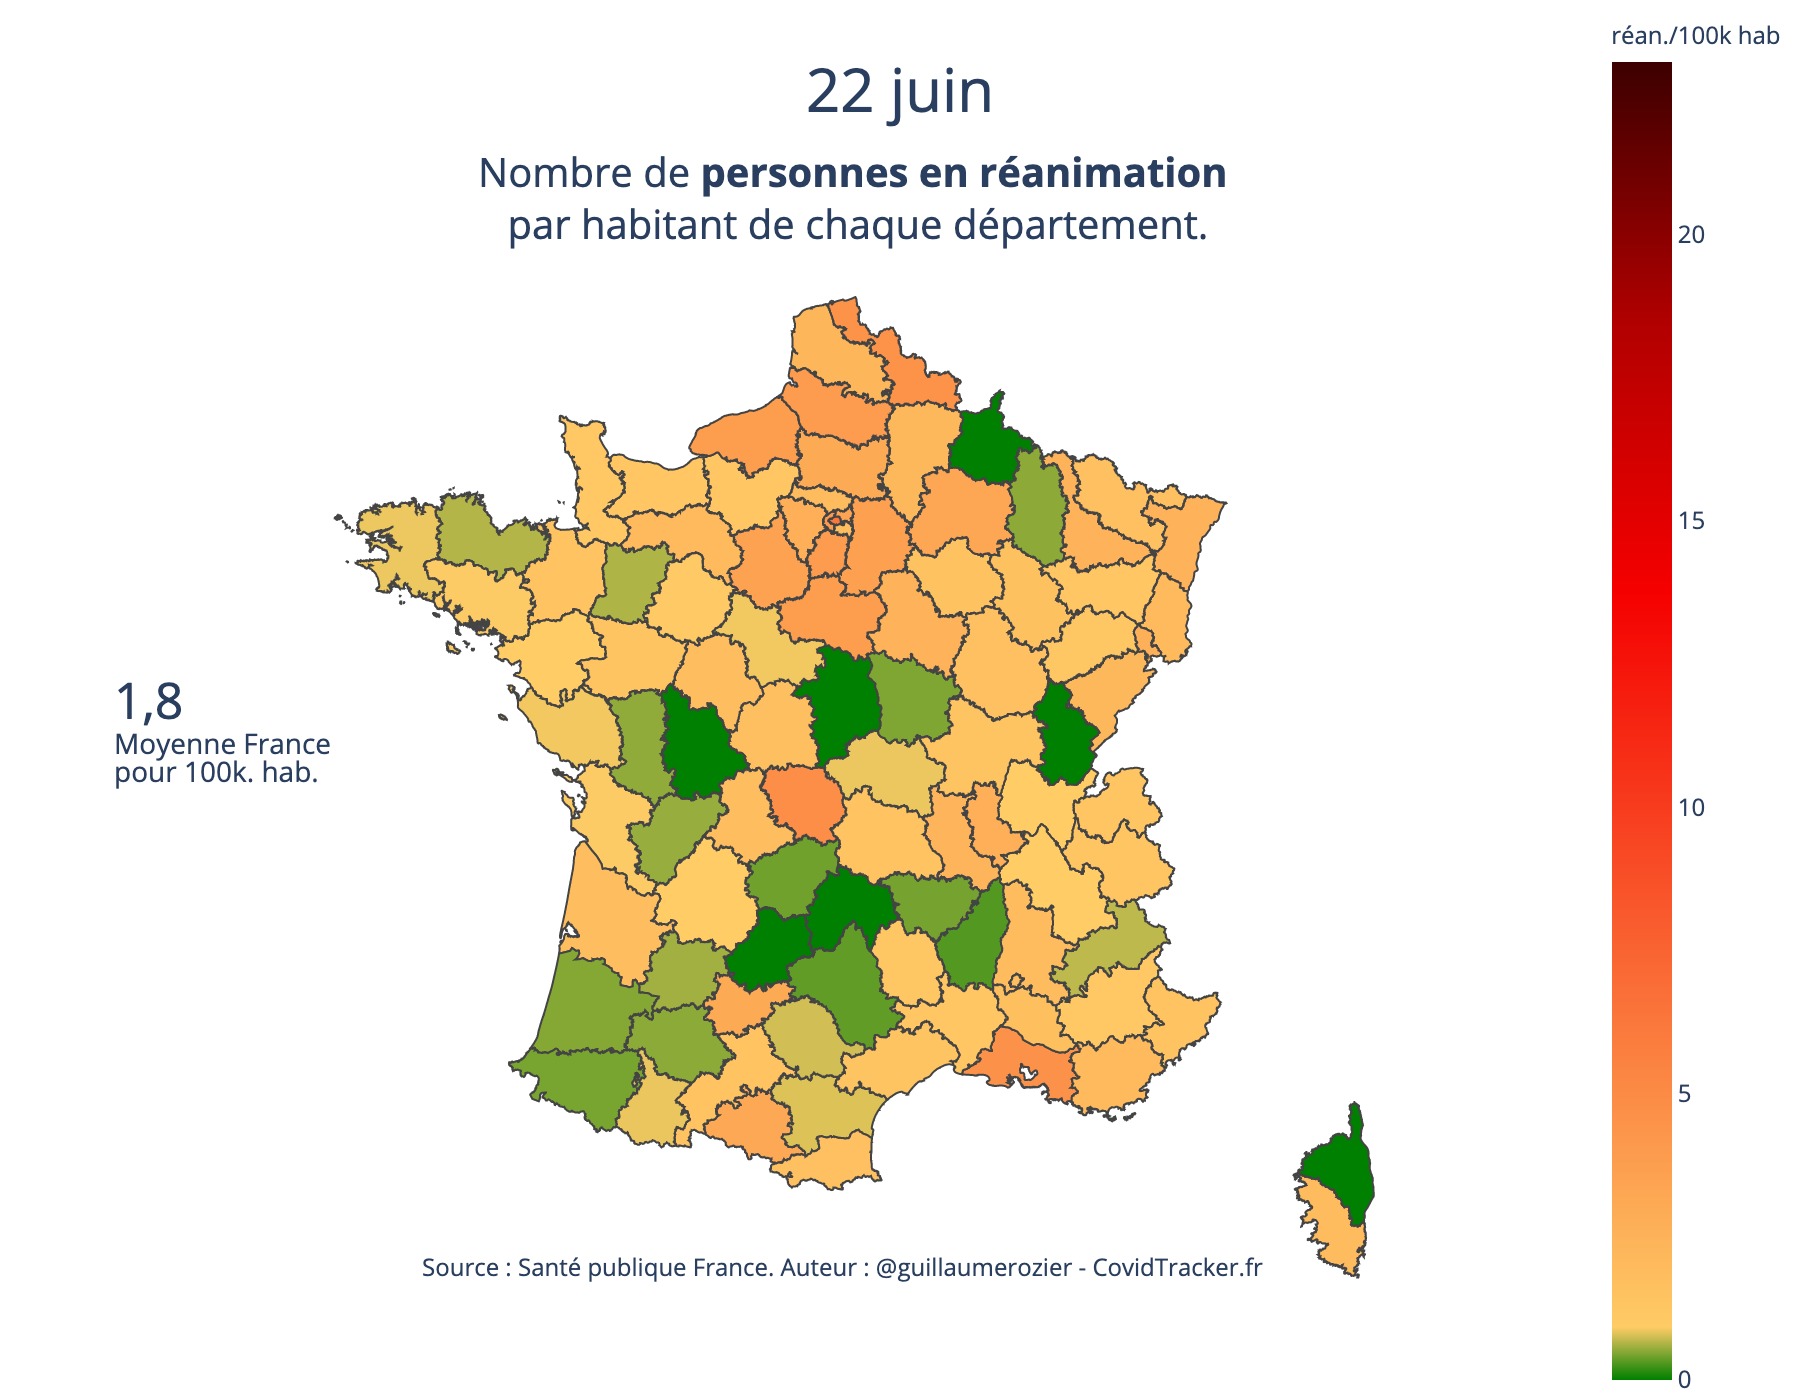 réan./100k hab
22 juin
Nombre de personnes en réanimation
par habitant de chaque département.
20
15
1,8
Moyenne France
pour 100k. hab.
10
5
Source : Santé publique France. Auteur : @guillaumerozier - CovidTracker.fr
0